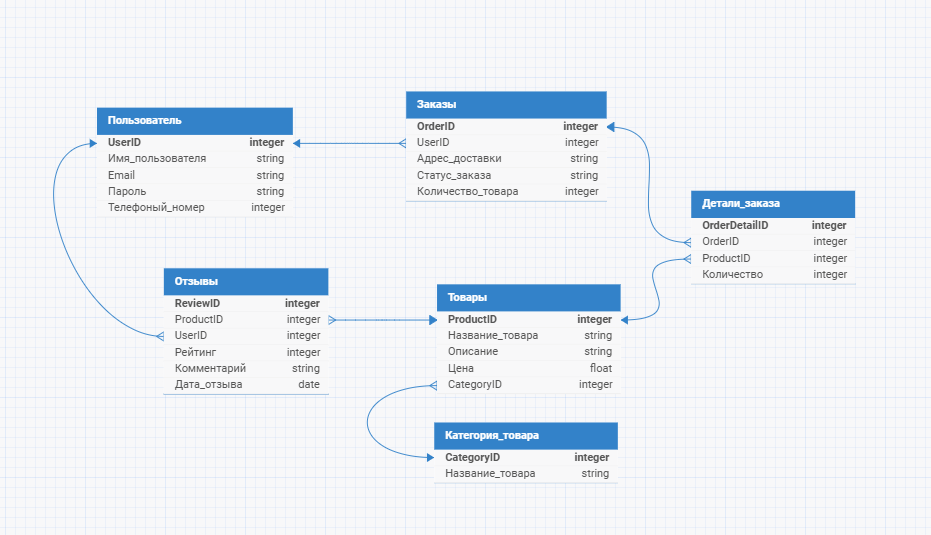 Пользователь
UserID integer
Имя_пользователя string
Email string
Пароль string
Телефоный_номер integer
Заказы
OrderID integer
UserID integer
Адрес_доставки string
Статус_заказа string
Количество_товара integer
Детали_заказа
OrderDetailID integer
OrderID integer
ProductID integer
Количество integer
Отзывы
ReviewID integer
ProductID integer
UserID integer
Рейтинг integer
Комментарий string
Дата_отзыва date
Товары
ProductID integer
Название_товара string
Описание string
Цена float
CategoryID integer
Категория_товара
CategoryID integer
Название_товара string